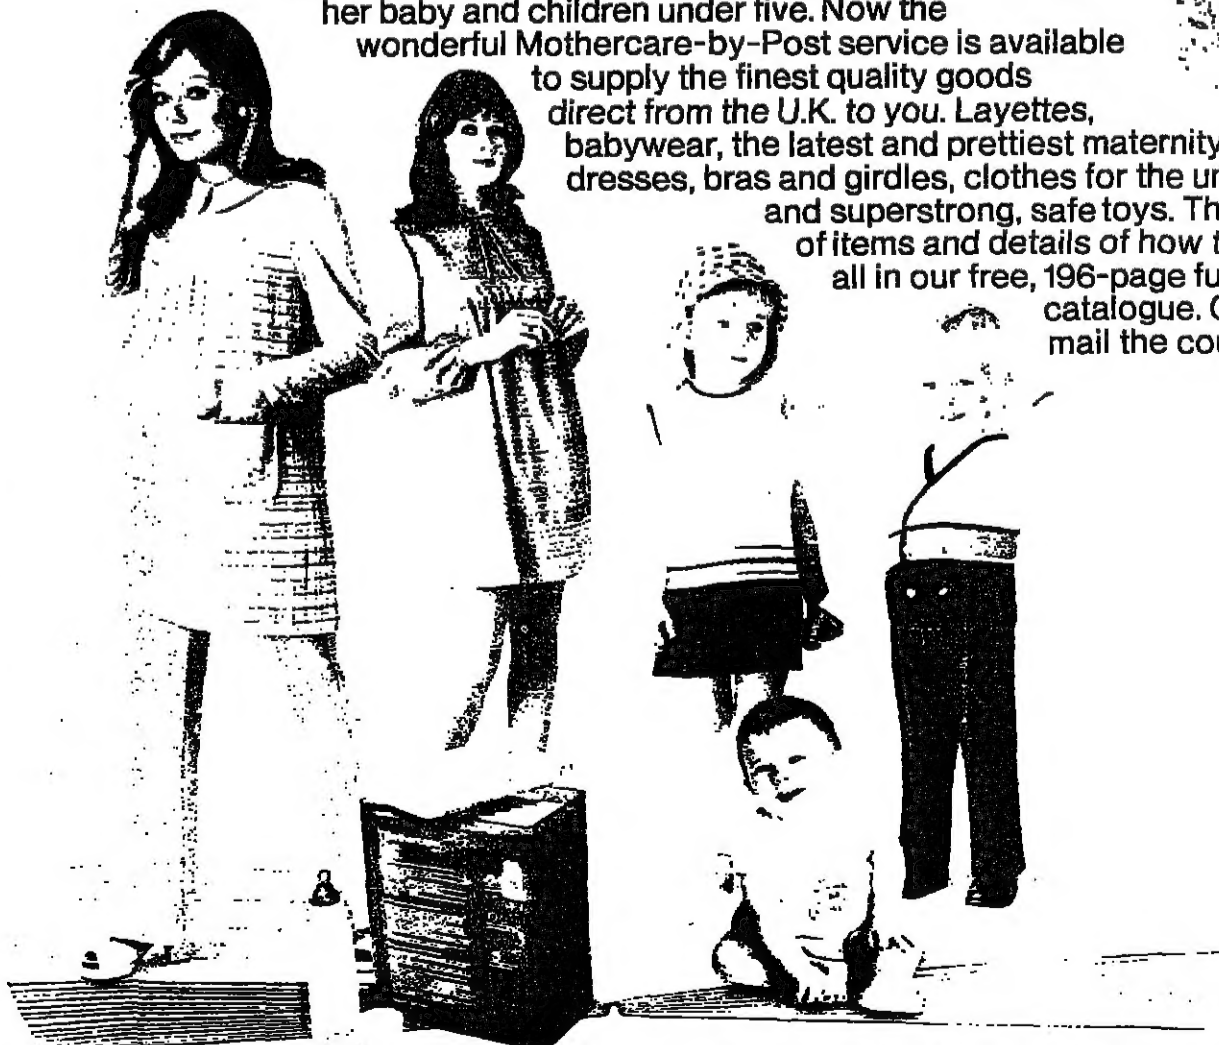 her baby and children under five. Now the
wonderful Mothercare-by-Post service is available
to supply the finest quality goods
direct from the U.K. to you. Layettes,
babywear, the latest and prettiest maternity
dresses, bras and girdles, clothes for the
and superstrong, safe toys.
of items and details of how
all in our free, 196-page
catalogue.
mail the